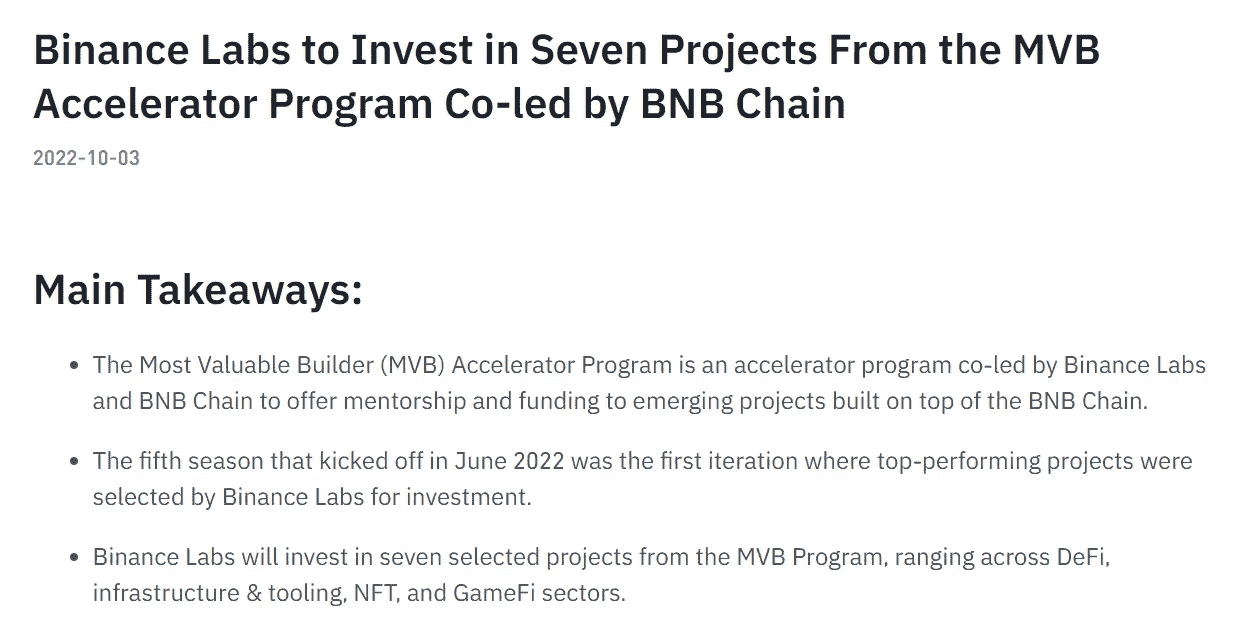 Binance Labs to Invest in Seven Projects From the MVB
Accelerator Program Co-led by BNB Chain
2022-10-03
Main Takeaways:
• The Most Valuable Builder (MVB) Accelerator Program is an accelerator program co-led by Binance Labs
and BNB Chain to offer mentorship and funding to emerging projects built on top of the BNB Chain.
• The fifth season that kicked off in June 2022 was the first iteration where top-performing projects were
selected by Binance Labs for investment.
• Binance Labs will invest in seven selected projects from the MVB Program, ranging across DeFi,
infrastructure & tooling, NFT, and GameFi sectors.